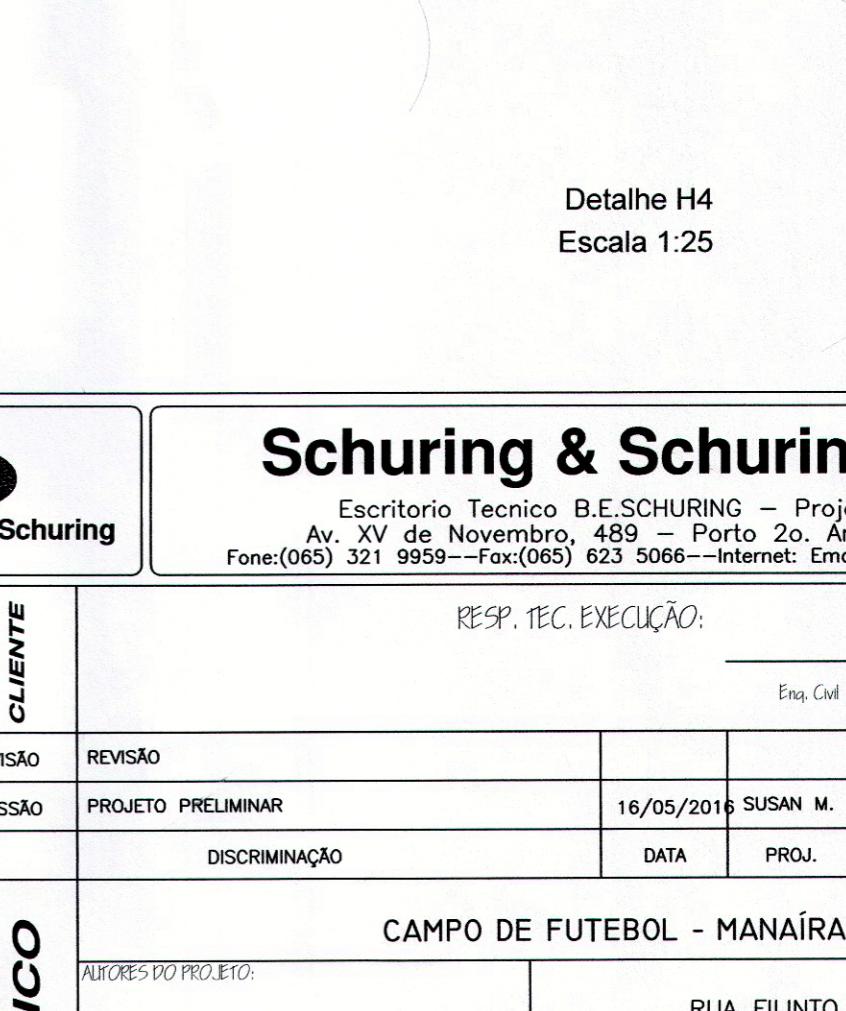 Detalhe H4
Escala 1:25
Schuring
Schuring & Schurin
Escritorio Tecnico B.E.SCHURING – Proj
Av. XV de Novembro, 489 – Porto 2o. Ar
Fone:(065) 321 9959––Fax:(065) 623 5066––Internet: Ema
CLIENTE
RESP. TEC. EXECUÇÃO:
Eng. Civil
ISÃO REVISÃO
SSÃO PROJETO PRELIMINAR 16/05/2016 SUSAN M.
DISCRIMINAÇÃO DATA PROJ.
ICO
CAMPO DE FUTEBOL - MANAÍRA
AUTORES DO PROJETO:
RUA FILINTO